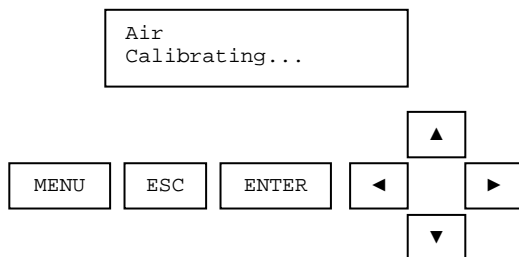 Air
Calibrating...
▲
MENU ESC ENTER ◄ ►
▼